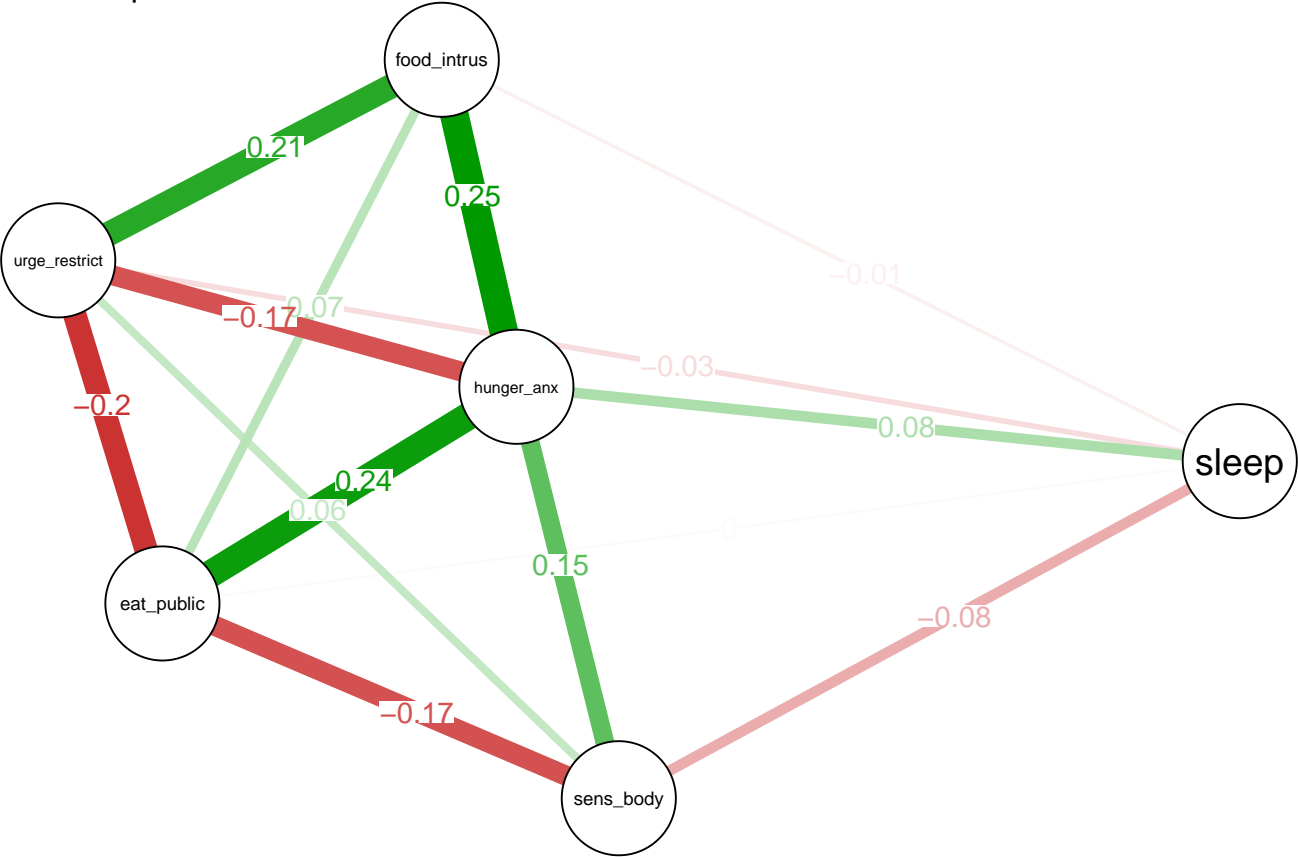 food_intrus
0.21
0.25
urge_restrict
−0.01
0.07
−0.17
−0.03
hunger_anx
−0.2
0.08
sleep
0.24
0.06
0
0.15
eat_public
−0.08
−0.17
sens_body